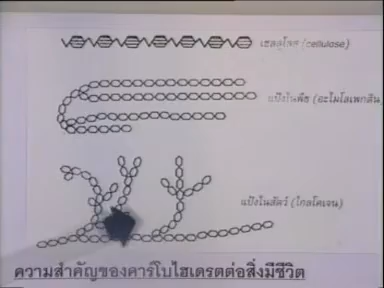 เซลลูโลส (cellulose)
แป้งในพืช (อะไมโลเพกสิน)
แป้งในสัตว์ (ไกลโคเจน)
ความสำคัญของคาร์โบไฮเดรตต่อสิ่งมีชีวิต